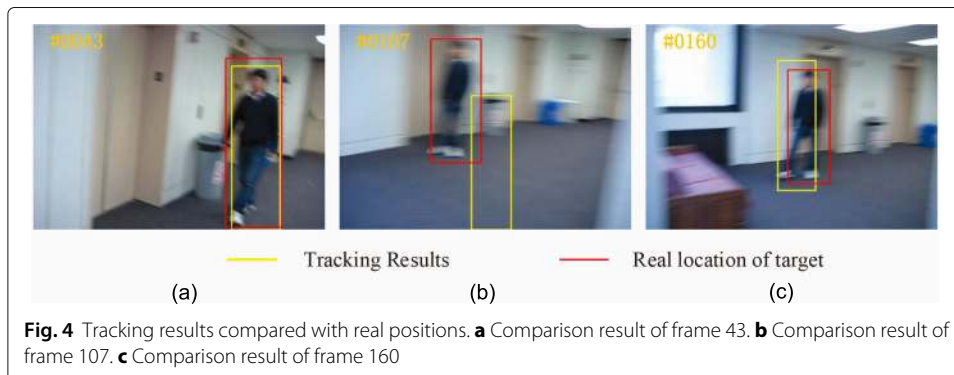 #0043 #0107 #0160
Tracking Results Real location of target
(a) (b) (c)
Fig. 4 Tracking results compared with real positions. a Comparison result of frame 43. b Comparison result of
frame 107. c Comparison result of frame 160